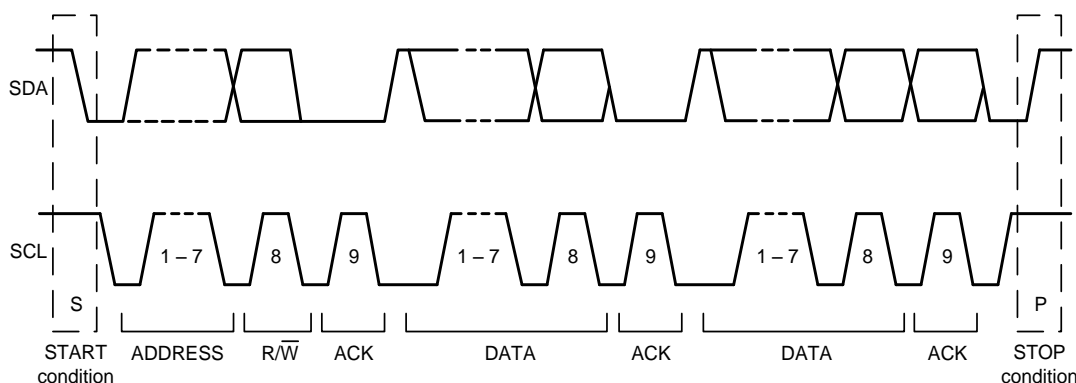 SDA
SCL
1 – 7
8
9
1 – 7
8
9
1 – 7
8
9
S
P
START
condition
ADDRESS
R/W̅
ACK
DATA
ACK
DATA
ACK
STOP
condition